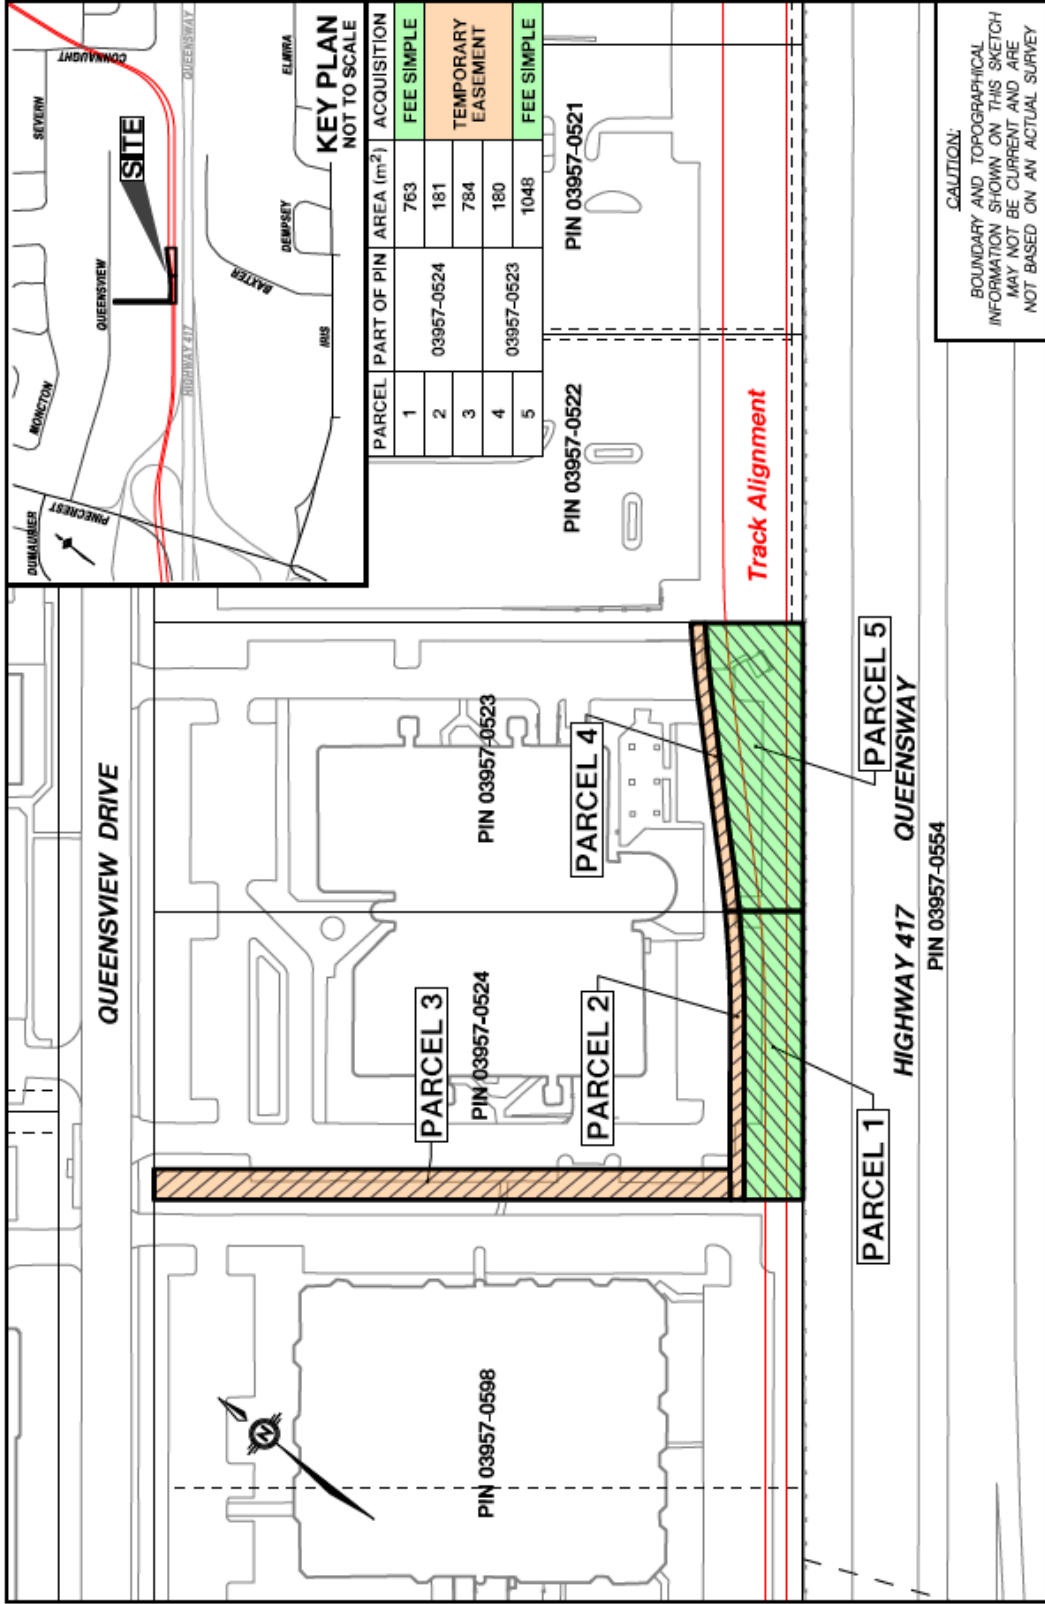 DUMAURIER
MONCTON
SEVERN
CONNAUGHT
PINECREST
QUEENSVIEW
SITE
HIGHWAY 417
QUEENSWAY
BAXTER
DEMPSEY
ELMIRA
IRIS
KEY PLAN
NOT TO SCALE
PARCEL PART OF PIN AREA (m²) ACQUISITION
1 03957-0524 763 FEE SIMPLE
2 181 TEMPORARY EASEMENT
3 784
4 03957-0523 180
5 1048 FEE SIMPLE
QUEENSVIEW DRIVE
PIN 03957-0598
PIN 03957-0524
PIN 03957-0523
PIN 03957-0522
PIN 03957-0521
N
PARCEL 3
PARCEL 2
PARCEL 4
Track Alignment
PARCEL 1
PARCEL 5
HIGHWAY 417 QUEENSWAY
PIN 03957-0554
CAUTION:
BOUNDARY AND TOPOGRAPHICAL
INFORMATION SHOWN ON THIS SKETCH
MAY NOT BE CURRENT AND ARE
NOT BASED ON AN ACTUAL SURVEY